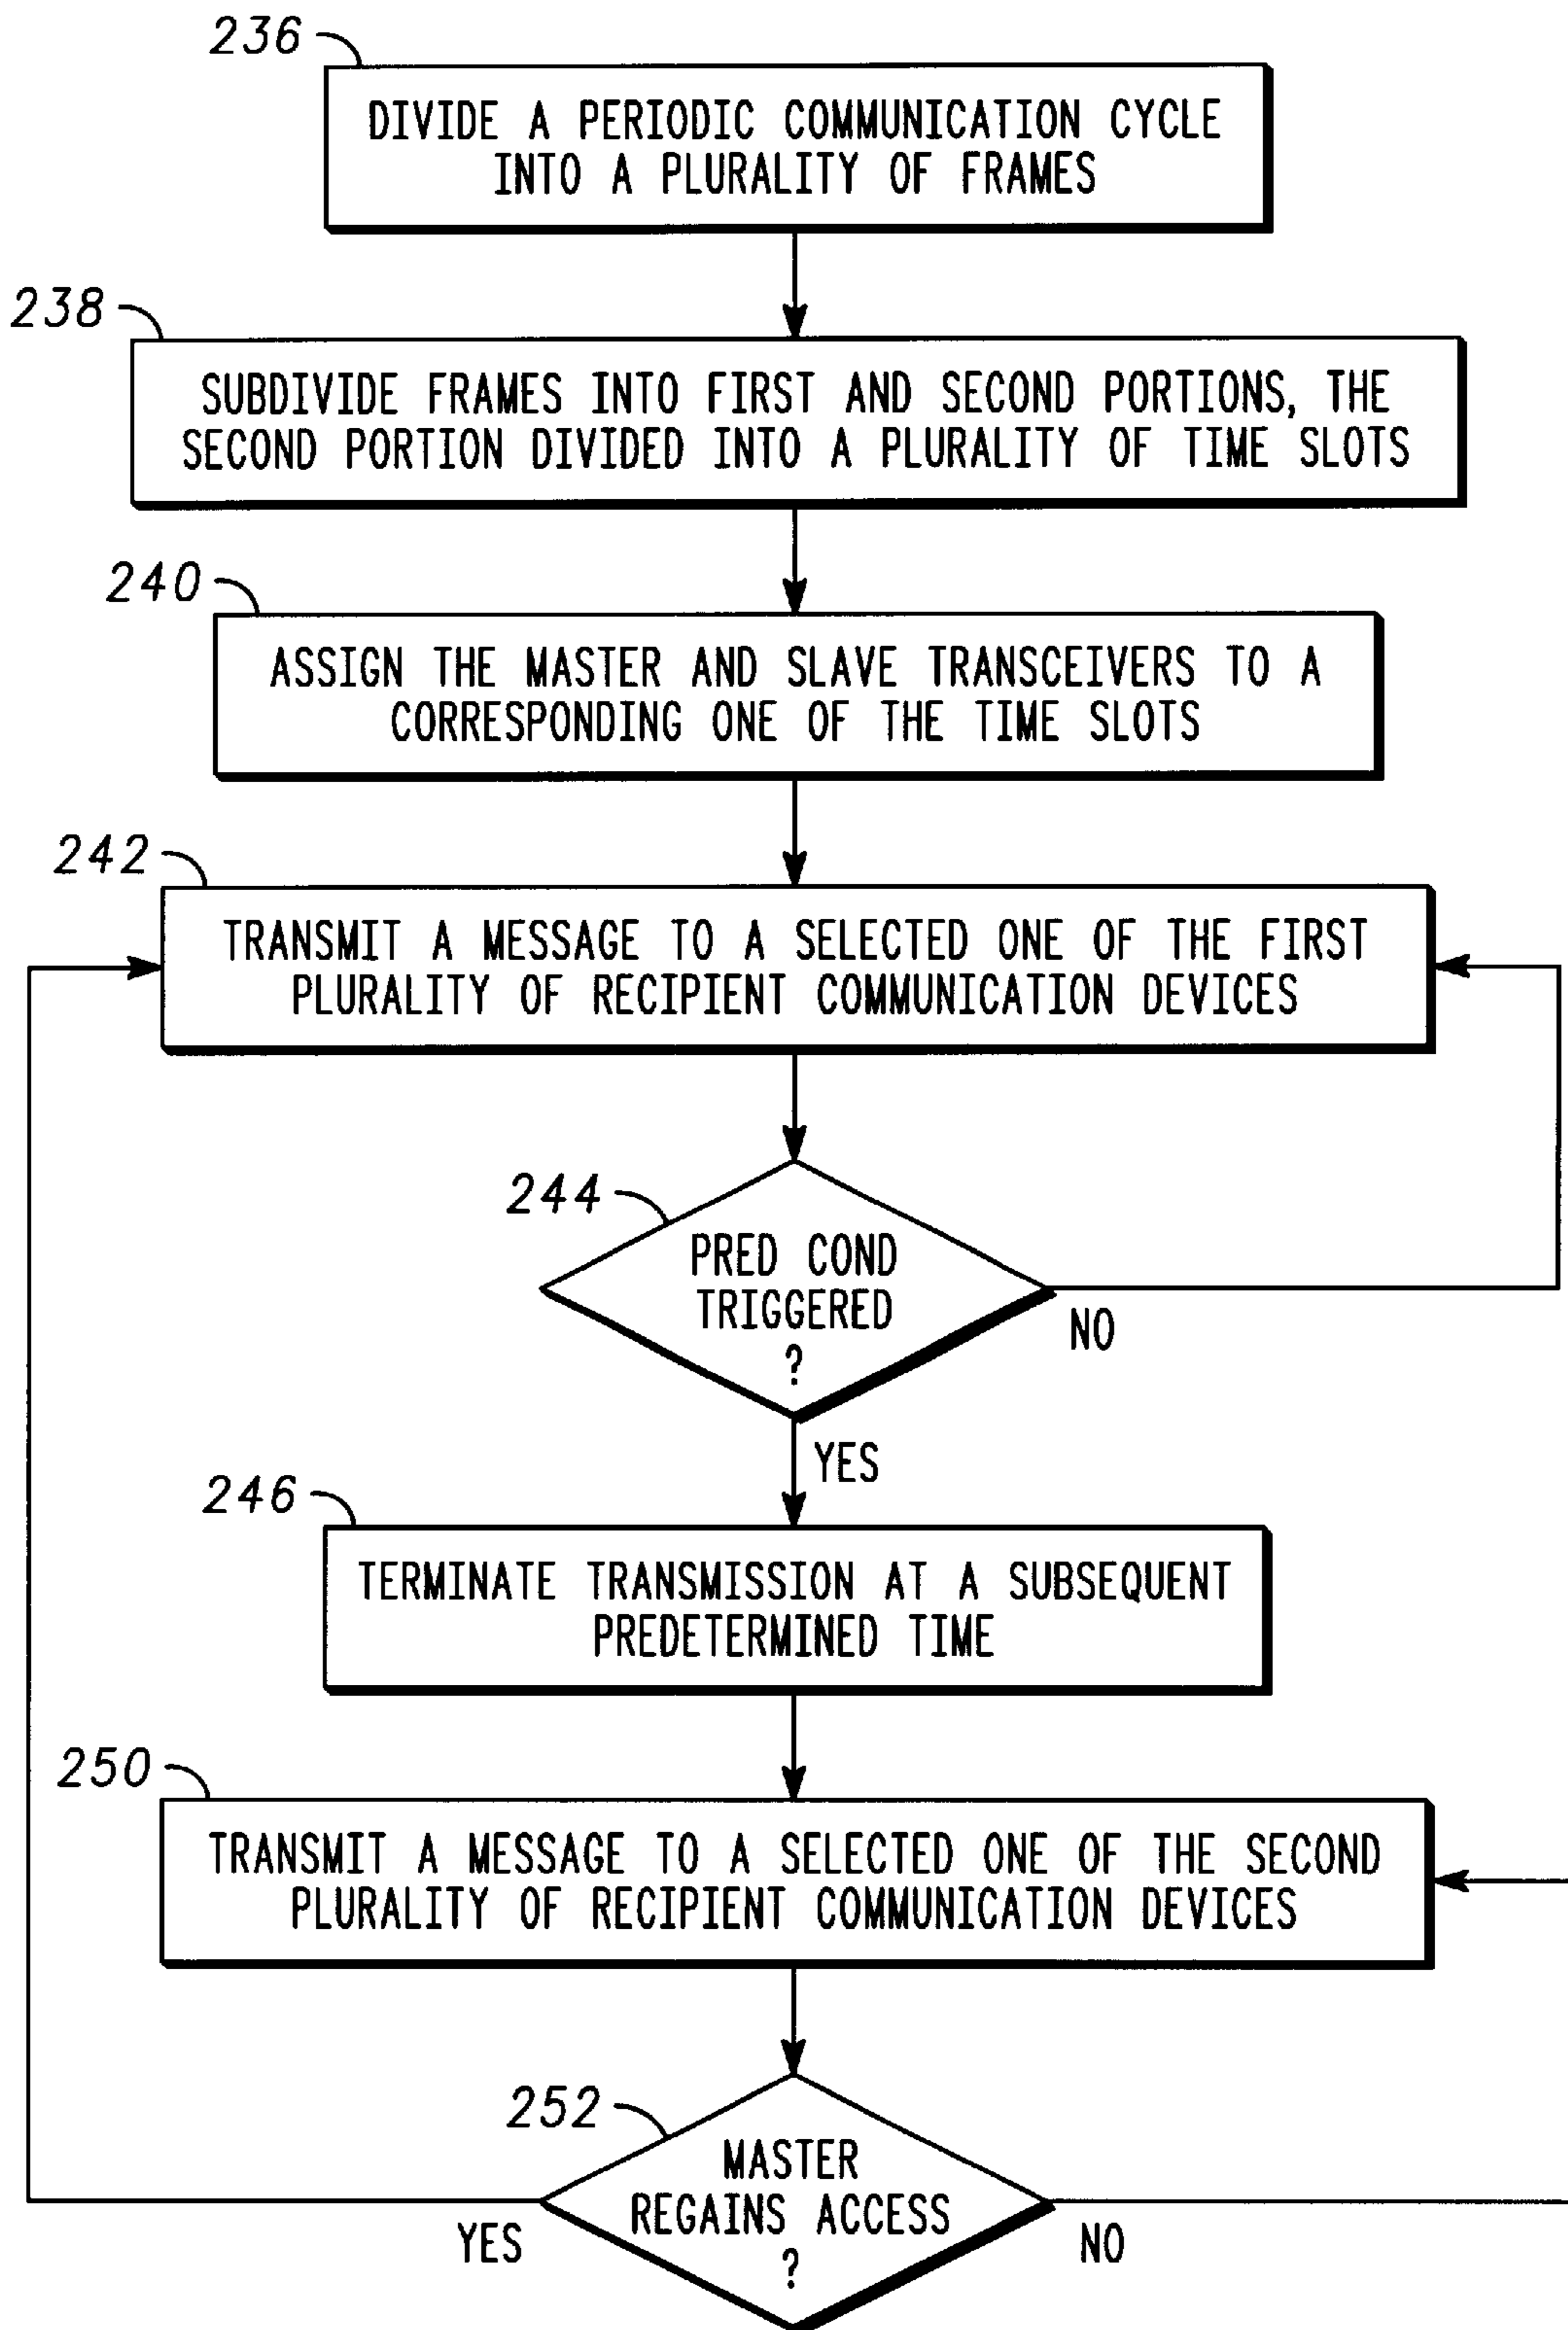 236
DIVIDE A PERIODIC COMMUNICATION CYCLE
INTO A PLURALITY OF FRAMES
238
SUBDIVIDE FRAMES INTO FIRST AND SECOND PORTIONS, THE
SECOND PORTION DIVIDED INTO A PLURALITY OF TIME SLOTS
240
ASSIGN THE MASTER AND SLAVE TRANSCEIVERS TO A
CORRESPONDING ONE OF THE TIME SLOTS
242
TRANSMIT A MESSAGE TO A SELECTED ONE OF THE FIRST
PLURALITY OF RECIPIENT COMMUNICATION DEVICES
244
PRED COND
TRIGGERED
?
NO
YES
246
TERMINATE TRANSMISSION AT A SUBSEQUENT
PREDETERMINED TIME
250
TRANSMIT A MESSAGE TO A SELECTED ONE OF THE SECOND
PLURALITY OF RECIPIENT COMMUNICATION DEVICES
252
MASTER
REGAINS ACCESS
?
YES
NO